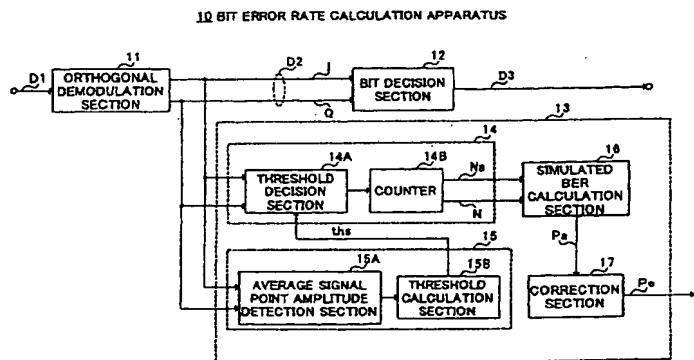 10 BIT ERROR RATE CALCULATION APPARATUS
D1
11
ORTHOGONAL
DEMODULATION
SECTION
D2
I
Q
12
BIT DECISION
SECTION
D3
13
14
14A
THRESHOLD
DECISION
SECTION
14B
COUNTER
Na
N
16
SIMULATED
BER
CALCULATION
SECTION
ths
Pa
15
15A
AVERAGE SIGNAL
POINT AMPLITUDE
DETECTION SECTION
15B
THRESHOLD
CALCULATION
SECTION
17
CORRECTION
SECTION
Pe